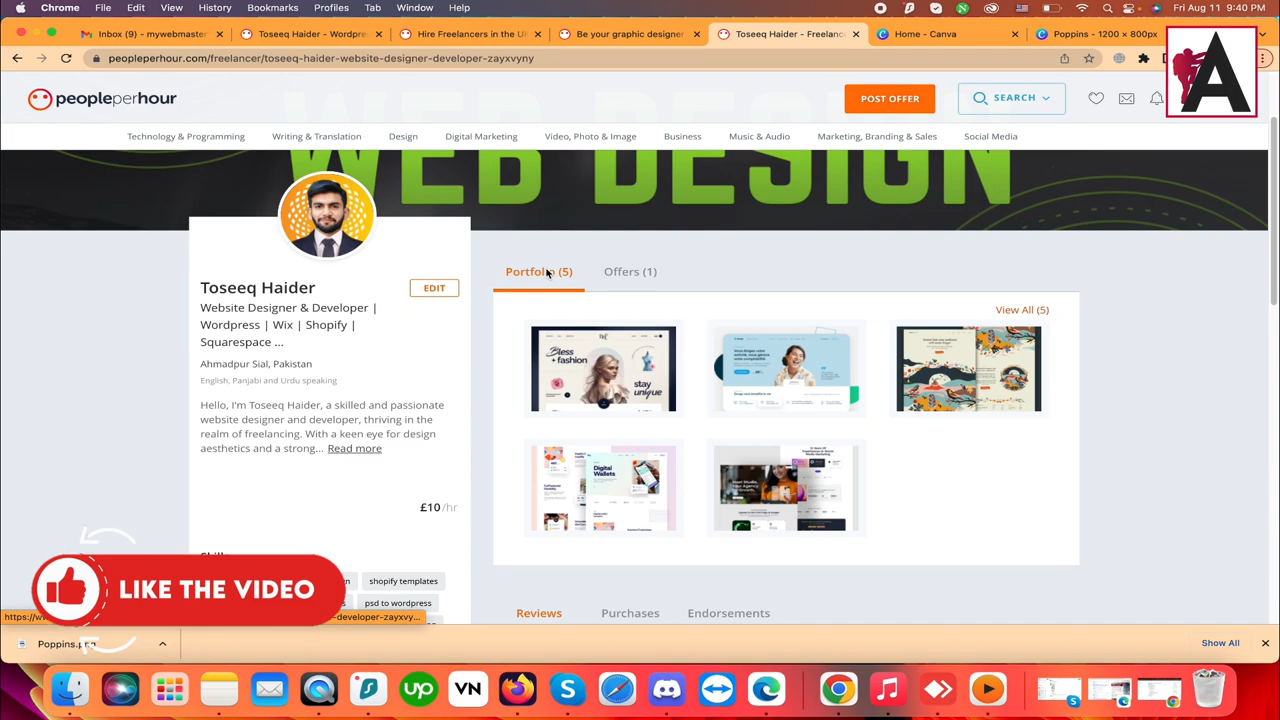 Chrome File Edit View History Bookmarks Profiles Tab Window Help
Fri Aug 11 9:40 PM
Inbox (9) - mywebmaster
Toseeq Haider - Wordpre
Hire Freelancers in the U
Be your graphic designer
Toseeq Haider - Freelanc
Home - Canva
Poppins - 1200 × 800px
peopleperhour.com/freelancer/toseeq-haider-website-designer-developer-zayxvyny
A
peopleperhour
POST OFFER
SEARCH
Technology & Programming
Writing & Translation
Design
Digital Marketing
Video, Photo & Image
Business
Music & Audio
Marketing, Branding & Sales
Social Media
WEB DESIGN
Toseeq Haider
EDIT
Website Designer & Developer |
Wordpress | Wix | Shopify |
Squarespace ...
Ahmadpur Sial, Pakistan
English, Panjabi and Urdu speaking
Hello, I'm Toseeq Haider, a skilled and passionate
website designer and developer, thriving in the
realm of freelancing. With a keen eye for design
aesthetics and a strong... Read more
£10/hr
Portfolio (5)
Offers (1)
View All (5)
Bless
+ fashion
stay
unique
Digital
Wallets
shopify templates
psd to wordpress
Reviews
Purchases
Endorsements
LIKE THE VIDEO
-developer-zayxvy...
Poppins.png
Show All
up
VN